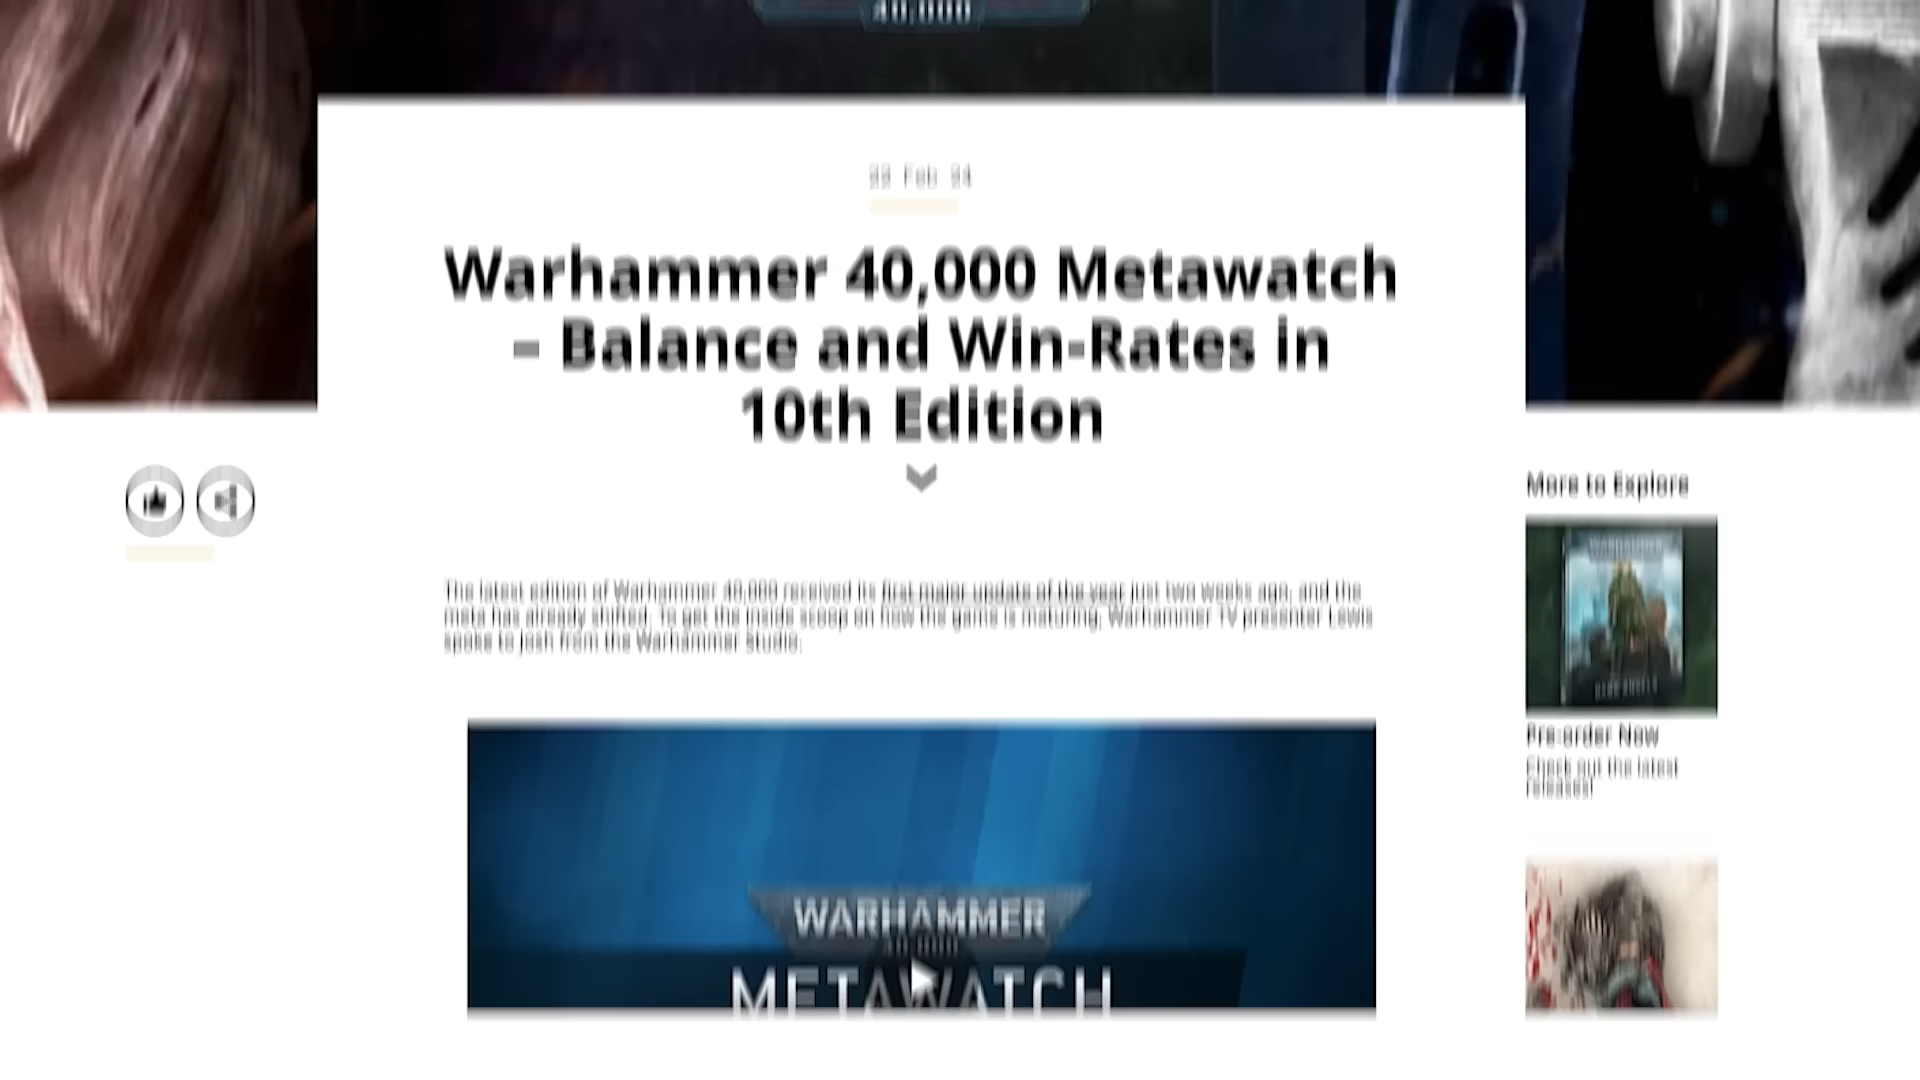 40,000
Feb
Warhammer 40,000 Metawatch
– Balance and Win-Rates in
10th Edition
More to Explore
The latest edition of Warhammer 40,000 received its first major update of the year just two weeks ago, and the
meta has already shifted. To get the inside scoop on how the game is maturing, Warhammer TV presenter Lewis
spoke to Josh from the Warhammer Studio.
Pre-order Now
Check out the latest
releases!
WARHAMMER
40,000
METAWATCH